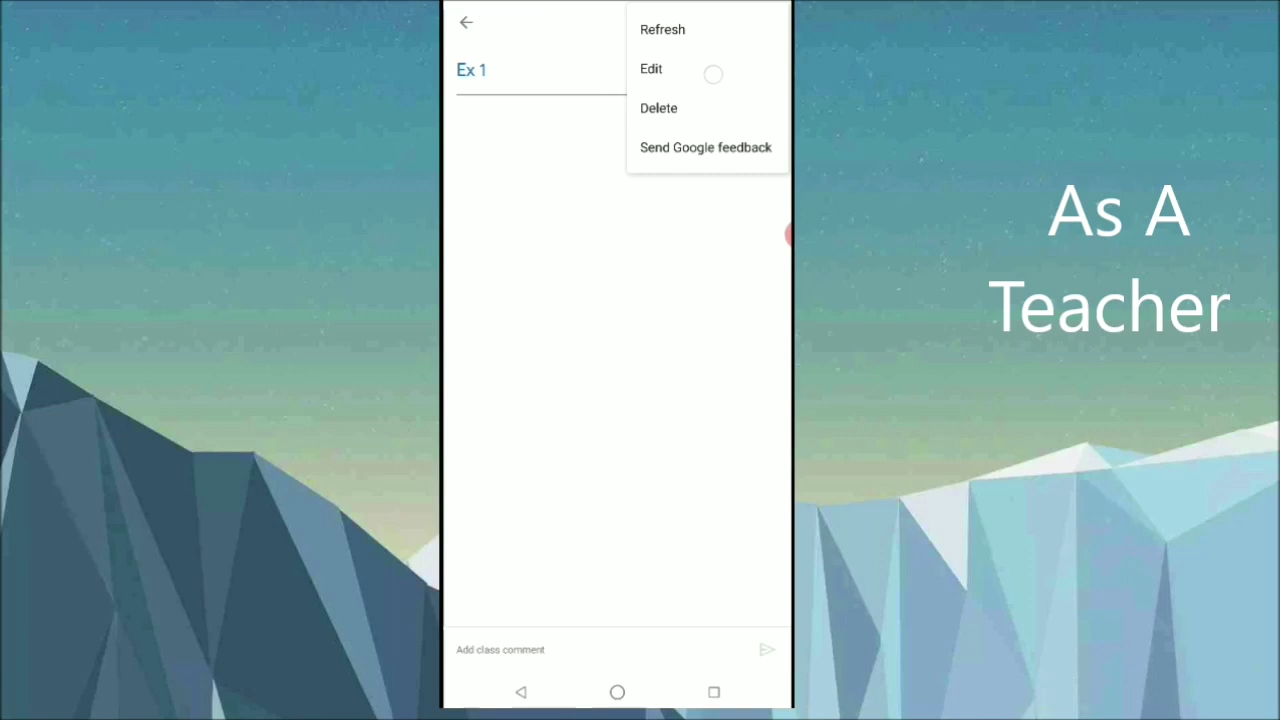 Refresh
Ex 1
Edit
Delete
Send Google feedback
As A
Teacher
Add class comment